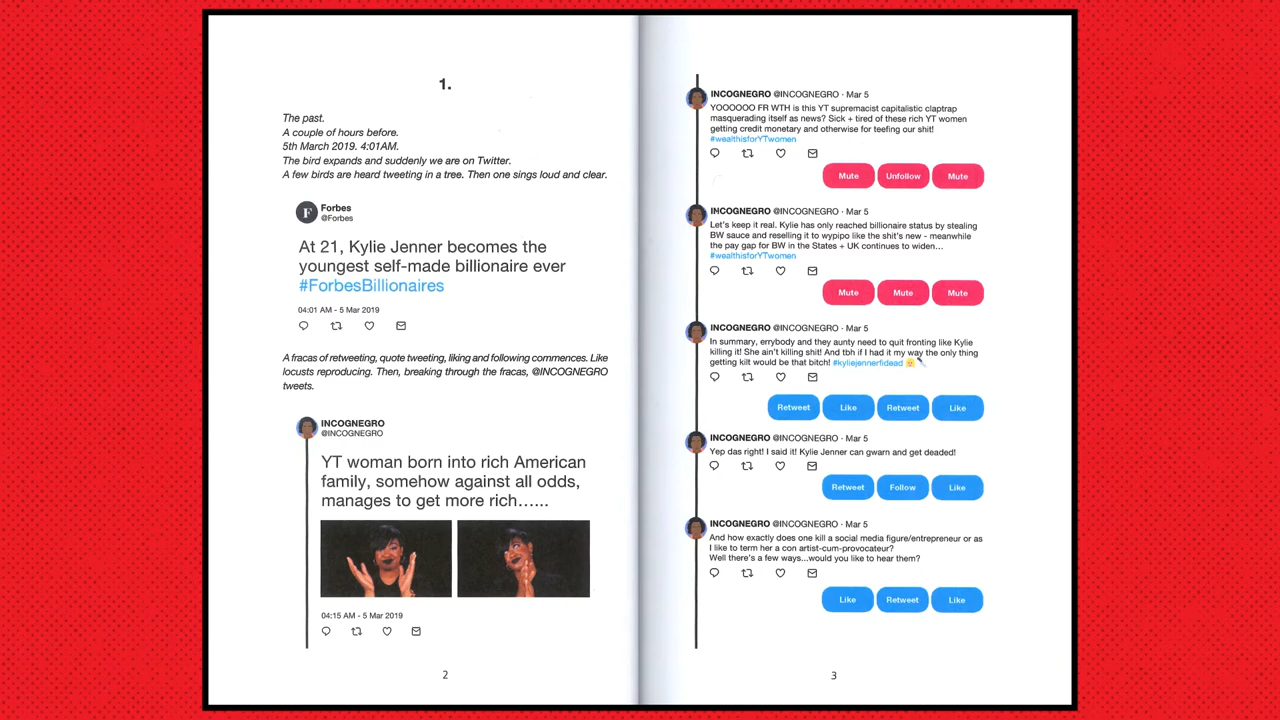 1.
The past.
A couple of hours before.
5th March 2019. 4:01AM.
The bird expands and suddenly we are on Twitter.
A few birds are heard tweeting in a tree. Then one sings loud and clear.
F
Forbes
@Forbes
At 21, Kylie Jenner becomes the
youngest self-made billionaire ever
#ForbesBillionaires
04:01 AM - 5 Mar 2019
A fracas of retweeting, quote tweeting, liking and following commences. Like
locusts reproducing. Then, breaking through the fracas, @INCOGNEGRO
tweets.
INCOGNEGRO
@INCOGNEGRO
YT woman born into rich American
family, somehow against all odds,
manages to get more rich......
04:15 AM - 5 Mar 2019
2
INCOGNEGRO @INCOGNEGRO · Mar 5
YOOOOOO FR WTH is this YT supremacist capitalistic claptrap
masquerading itself as news? Sick + tired of these rich YT women
getting credit monetary and otherwise for teefing our shit!
#wealthisforYTwomen
Mute Unfollow Mute
INCOGNEGRO @INCOGNEGRO · Mar 5
Let's keep it real. Kylie has only reached billionaire status by stealing
BW sauce and reselling it to wypipo like the shit's new - meanwhile
the pay gap for BW in the States + UK continues to widen...
#wealthisforYTwomen
Mute Mute Mute
INCOGNEGRO @INCOGNEGRO · Mar 5
In summary, errybody and they aunty need to quit fronting like Kylie
killing it! She ain't killing shit! And tbh if I had it my way the only thing
getting kilt would be that bitch! #kyliejennerfidead
Retweet Like Retweet Like
INCOGNEGRO @INCOGNEGRO · Mar 5
Yep das right! I said it! Kylie Jenner can gwarn and get deaded!
Retweet Follow Like
INCOGNEGRO @INCOGNEGRO · Mar 5
And how exactly does one kill a social media figure/entrepreneur or as
I like to term her a con artist-cum-provocateur?
Well there's a few ways...would you like to hear them?
Like Retweet Like
3